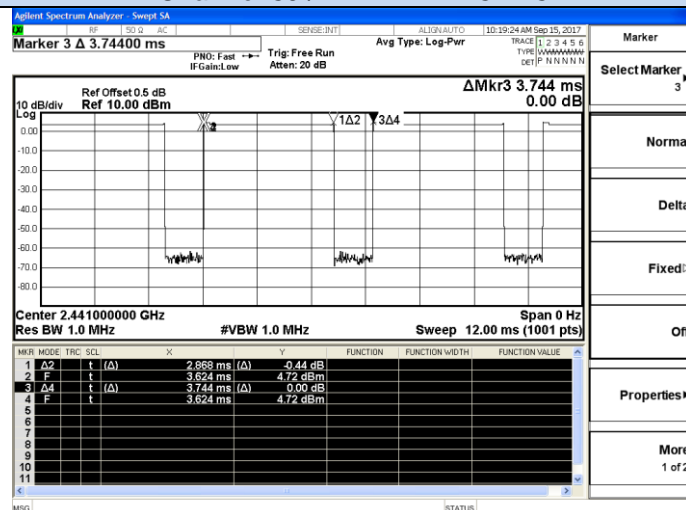 Agilent Spectrum Analyzer - Swept SA
RF 50 Ω AC SENSE:INT ALIGNAUTO 10:19:24 AM Sep 15, 2017
Marker 3 Δ 3.74400 ms
PNO: Fast
IFGain:Low
Trig: Free Run
Atten: 20 dB
Avg Type: Log-Pwr
TRACE 1 2 3 4 5 6
TYPE WWWWWW
DET P N N N N N
Marker
Select Marker
3
Normal
Delta
Fixed
Off
Properties
More
1 of 2
Ref Offset 0.5 dB
10 dB/div Ref 10.00 dBm
Log
ΔMkr3 3.744 ms
0.00 dB
1Δ2 3Δ4
0.00
-10.0
-20.0
-30.0
-40.0
-50.0
-60.0
-70.0
-80.0
Center 2.441000000 GHz Span 0 Hz
Res BW 1.0 MHz #VBW 1.0 MHz Sweep 12.00 ms (1001 pts)
MKR MODE TRC SCL X Y FUNCTION FUNCTION WIDTH FUNCTION VALUE
1 Δ2 t (Δ) 2.868 ms (Δ) -0.44 dB
2 F t 3.624 ms 4.72 dBm
3 Δ4 t (Δ) 3.744 ms (Δ) 0.00 dB
4 F t 3.624 ms 4.72 dBm
5
6
7
8
9
10
11
MSG STATUS